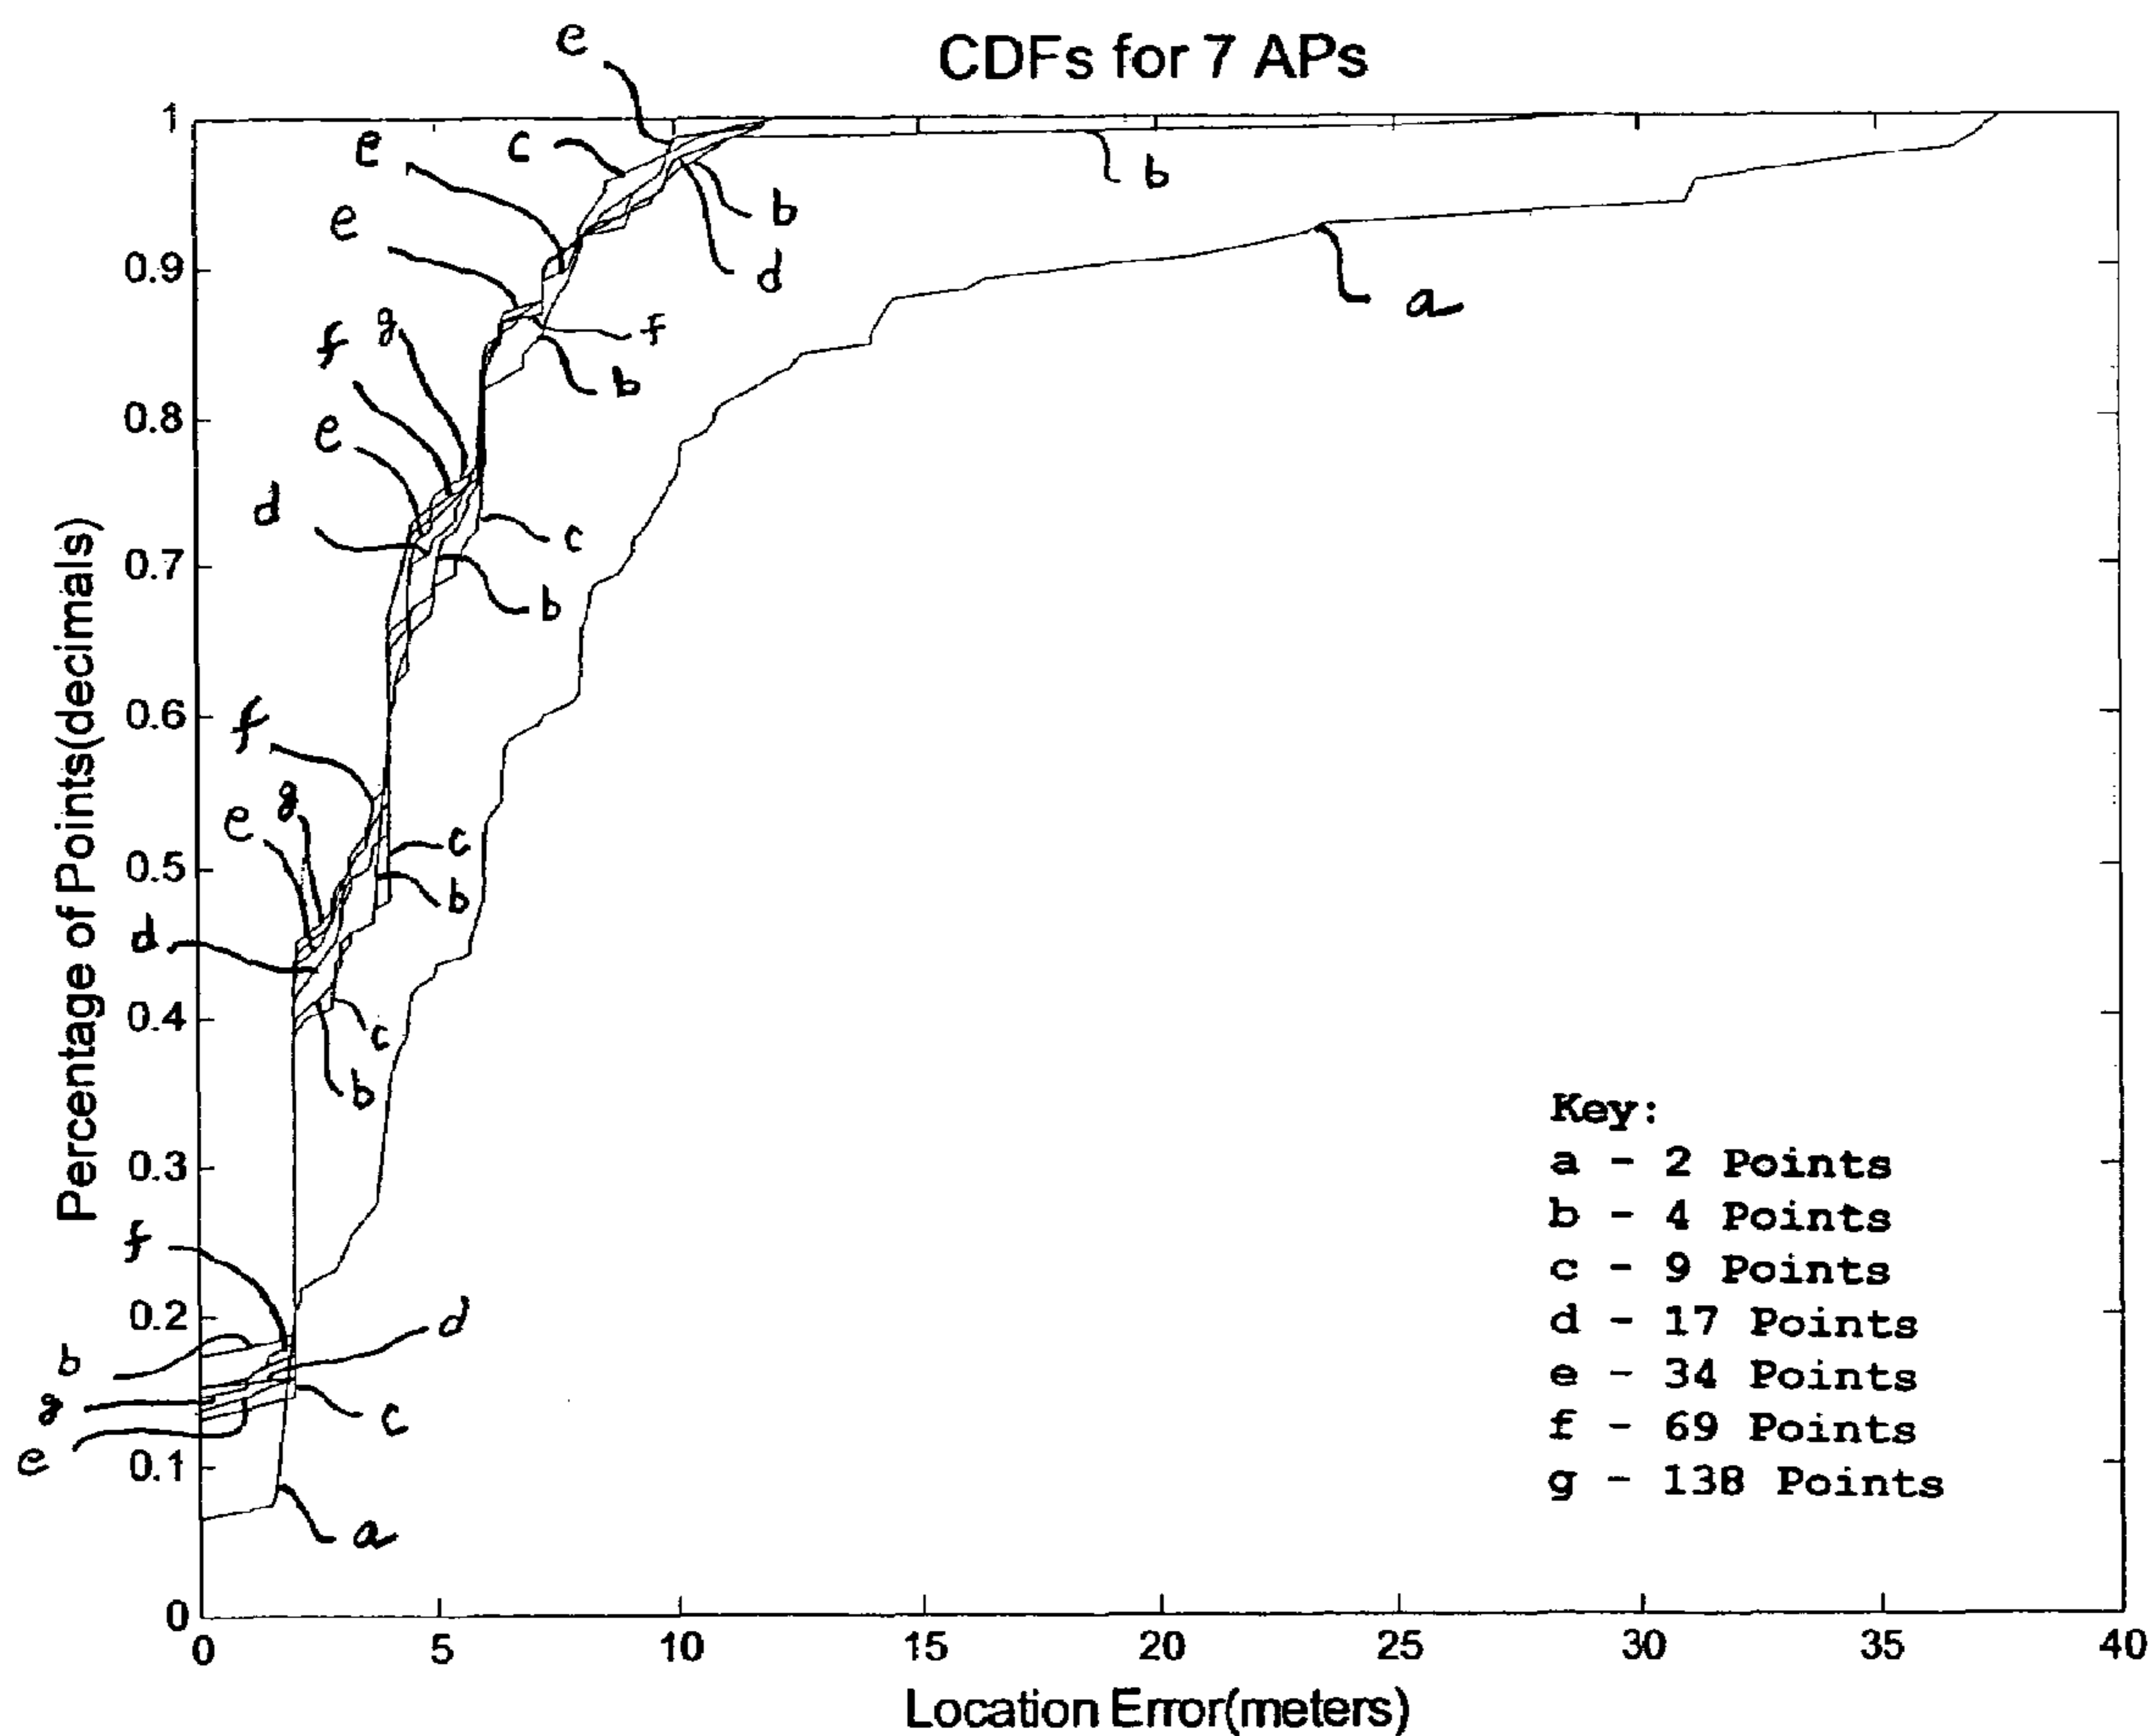 CDFs for 7 APs
e
c
e
e
b
b
d
a
f
g
f
b
e
d
c
b
f
g
e
c
b
d
c
b
f
d
b
g
c
e
a
1
0.9
0.8
0.7
0.6
0.5
0.4
0.3
0.2
0.1
0
Percentage of Points(decimals)
Key:
a - 2 Points
b - 4 Points
c - 9 Points
d - 17 Points
e - 34 Points
f - 69 Points
g - 138 Points
0 5 10 15 20 25 30 35 40
Location Error(meters)